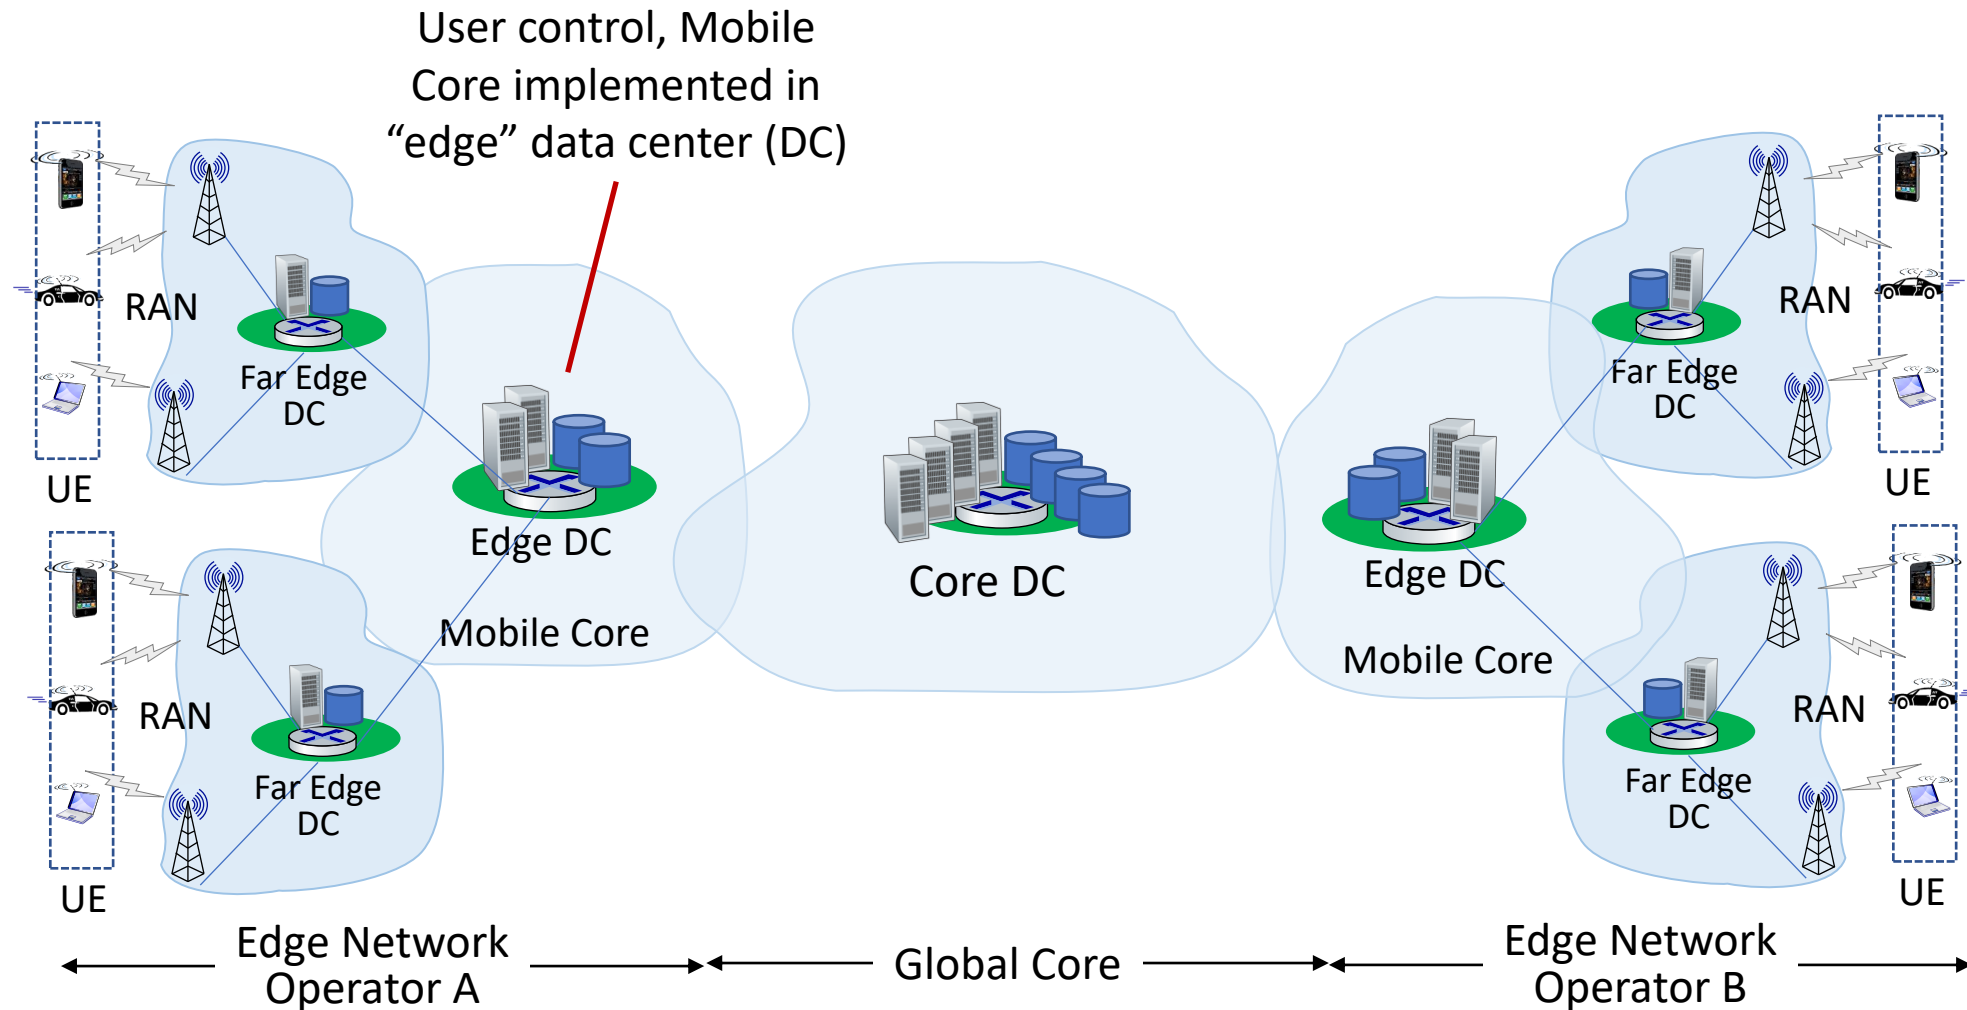 User control, Mobile
Core implemented in
“edge” data center (DC)
RAN
Far Edge
DC
UE
Edge DC
Mobile Core
RAN
Far Edge
DC
UE
Core DC
Edge DC
Mobile Core
RAN
Far Edge
DC
UE
RAN
Far Edge
DC
UE
Edge Network
Operator A
Global Core
Edge Network
Operator B